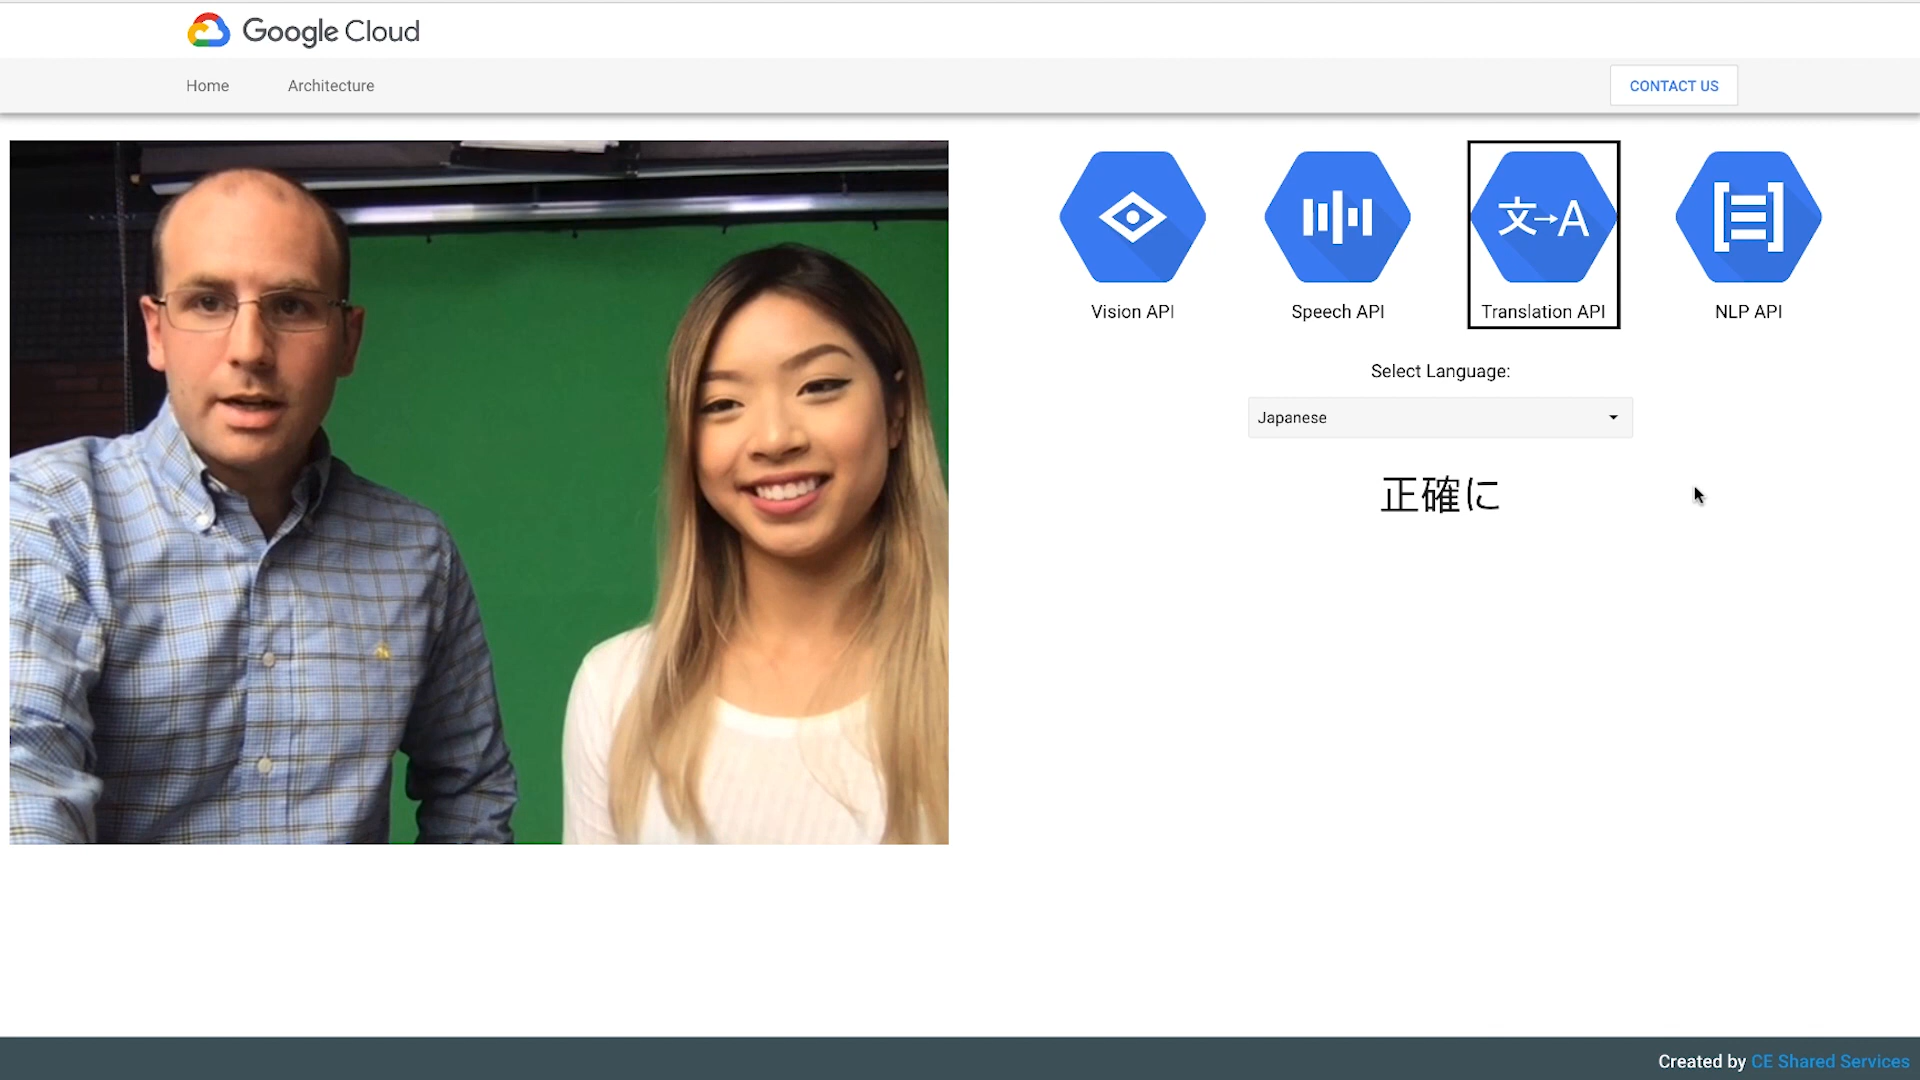 Google Cloud
Home
Architecture
CONTACT US
文→A
Vision API
Speech API
Translation API
NLP API
Select Language:
Japanese
正確に
Created by CE Shared Services